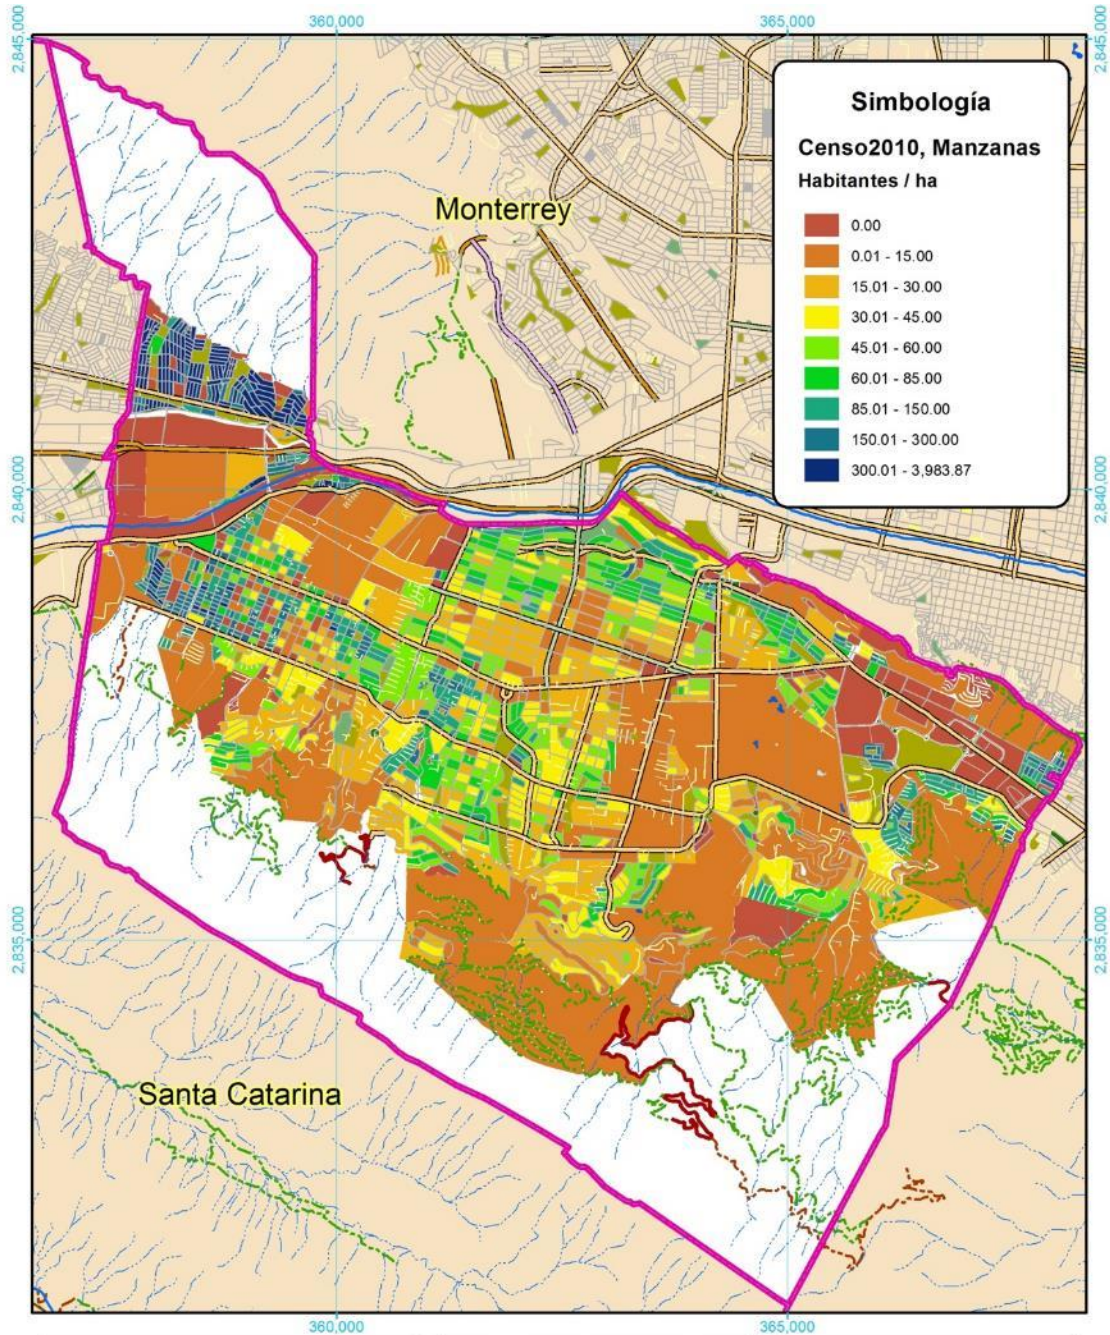 360,000
365,000
2,845,000
2,845,000
Simbología
Censo2010, Manzanas
Habitantes / ha
0.00
0.01 - 15.00
15.01 - 30.00
30.01 - 45.00
45.01 - 60.00
60.01 - 85.00
85.01 - 150.00
150.01 - 300.00
300.01 - 3,983.87
Monterrey
2,840,000
2,840,000
2,835,000
2,835,000
Santa Catarina
360,000
365,000